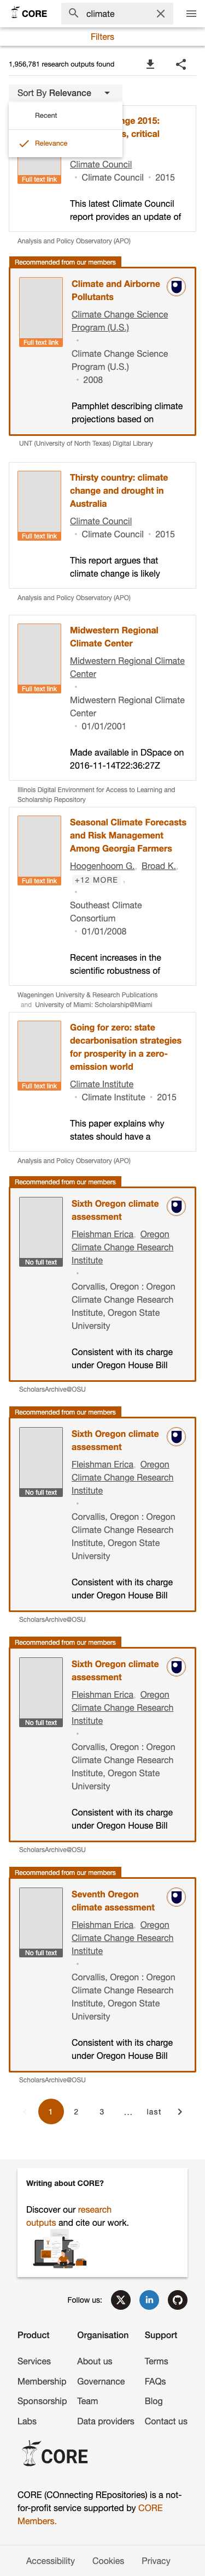 CORE
climate
Filters
1,956,781 research outputs found
Sort By Relevance
Recent
Relevance
nge 2015:
s, critical
Full text link
Climate Council
· Climate Council · 2015
This latest Climate Council
report provides an update of
Analysis and Policy Observatory (APO)
Recommended from our members
Climate and Airborne
Pollutants
Full text link
Climate Change Science
Program (U.S.)
·
Climate Change Science
Program (U.S.)
· 2008
Pamphlet describing climate
projections based on
UNT (University of North Texas) Digital Library
Thirsty country: climate
change and drought in
Australia
Full text link
Climate Council
· Climate Council · 2015
This report argues that
climate change is likely
Analysis and Policy Observatory (APO)
Midwestern Regional
Climate Center
Full text link
Midwestern Regional Climate
Center
·
Midwestern Regional Climate
Center
· 01/01/2001
Made available in DSpace on
2016-11-14T22:36:27Z
Illinois Digital Environment for Access to Learning and
Scholarship Repository
Seasonal Climate Forecasts
and Risk Management
Among Georgia Farmers
Full text link
Hoogenhoom G., Broad K.,
+12 MORE .
·
Southeast Climate
Consortium
· 01/01/2008
Recent increases in the
scientific robustness of
Wageningen University & Research Publications
and University of Miami: Scholarship@Miami
Going for zero: state
decarbonisation strategies
for prosperity in a zero-
emission world
Full text link
Climate Institute
· Climate Institute · 2015
This paper explains why
states should have a
Analysis and Policy Observatory (APO)
Recommended from our members
Sixth Oregon climate
assessment
No full text
Fleishman Erica, Oregon
Climate Change Research
Institute
·
Corvallis, Oregon : Oregon
Climate Change Research
Institute, Oregon State
University
Consistent with its charge
under Oregon House Bill
ScholarsArchive@OSU
Recommended from our members
Sixth Oregon climate
assessment
No full text
Fleishman Erica, Oregon
Climate Change Research
Institute
·
Corvallis, Oregon : Oregon
Climate Change Research
Institute, Oregon State
University
Consistent with its charge
under Oregon House Bill
ScholarsArchive@OSU
Recommended from our members
Sixth Oregon climate
assessment
No full text
Fleishman Erica, Oregon
Climate Change Research
Institute
·
Corvallis, Oregon : Oregon
Climate Change Research
Institute, Oregon State
University
Consistent with its charge
under Oregon House Bill
ScholarsArchive@OSU
Recommended from our members
Seventh Oregon
climate assessment
No full text
Fleishman Erica, Oregon
Climate Change Research
Institute
·
Corvallis, Oregon : Oregon
Climate Change Research
Institute, Oregon State
University
Consistent with its charge
under Oregon House Bill
ScholarsArchive@OSU
1 2 3 ... last
Writing about CORE?
Discover our research
outputs and cite our work.
Follow us:
Product Organisation Support
Services About us Terms
Membership Governance FAQs
Sponsorship Team Blog
Labs Data providers Contact us
CORE
CORE (COnnecting REpositories) is a not-
for-profit service supported by CORE
Members.
Accessibility Cookies Privacy